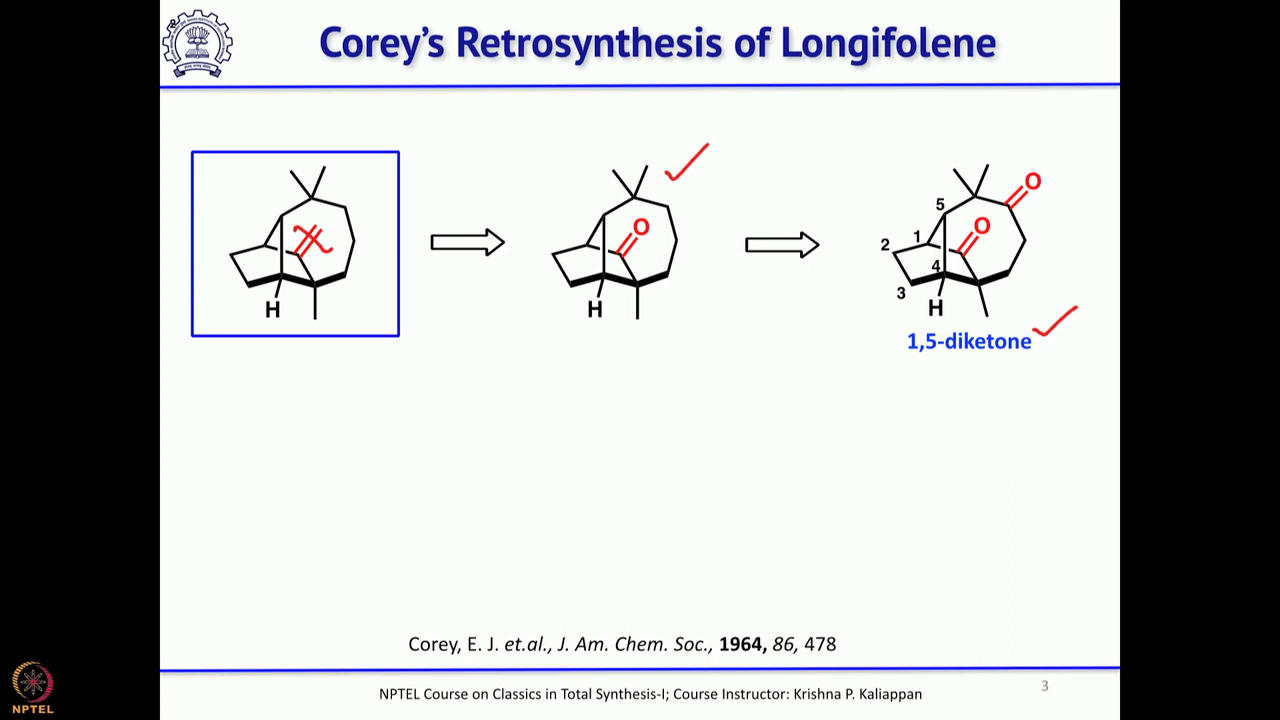 Corey's Retrosynthesis of Longifolene
H
O
H
O
O
5
1
2
4
3
H
1,5-diketone
Corey, E. J. et.al., J. Am. Chem. Soc., 1964, 86, 478
NPTEL Course on Classics in Total Synthesis-I; Course Instructor: Krishna P. Kaliappan
3
NPTEL